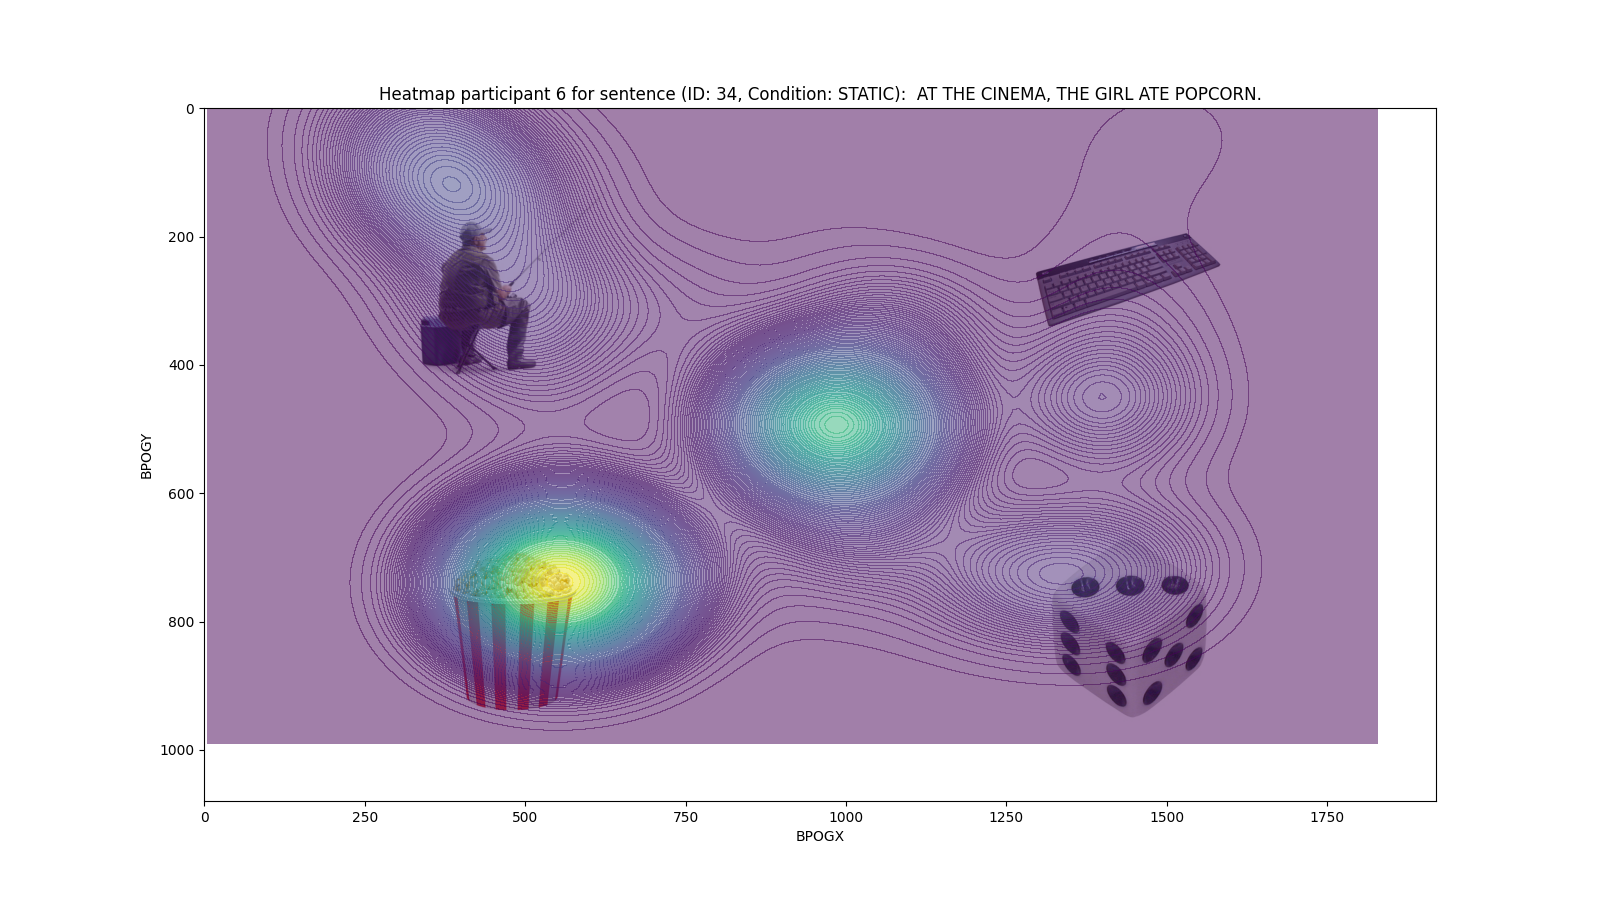 Heatmap participant 6 for sentence (ID: 34, Condition: STATIC):  AT THE CINEMA, THE GIRL ATE POPCORN.
0
200
400
600
800
1000
BPOGY
0 250 500 750 1000 1250 1500 1750
BPOGX